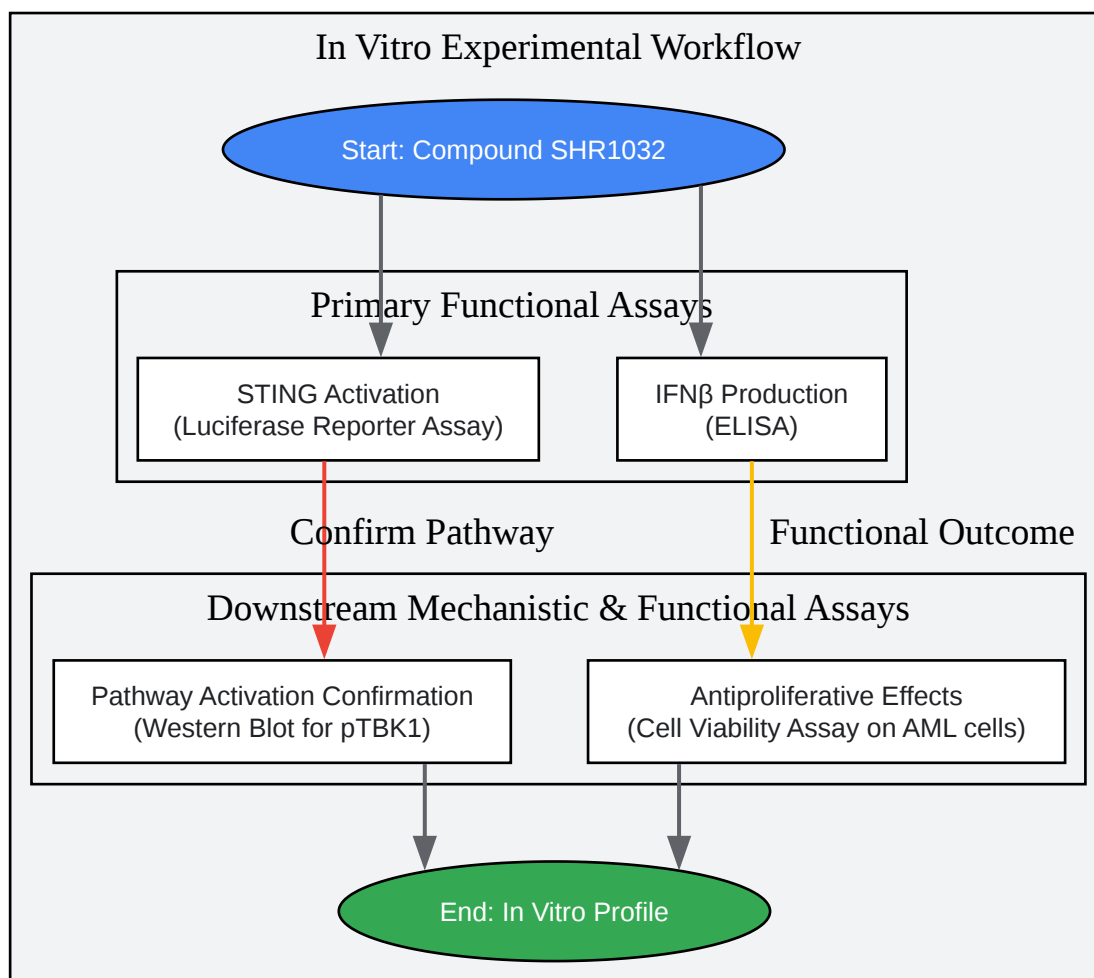 In Vitro Experimental Workflow
Start: Compound SHR1032
Primary Functional Assays
STING Activation
(Luciferase Reporter Assay)
IFNβ Production
(ELISA)
Confirm Pathway
Functional Outcome
Downstream Mechanistic & Functional Assays
Pathway Activation Confirmation
(Western Blot for pTBK1)
Antiproliferative Effects
(Cell Viability Assay on AML cells)
End: In Vitro Profile